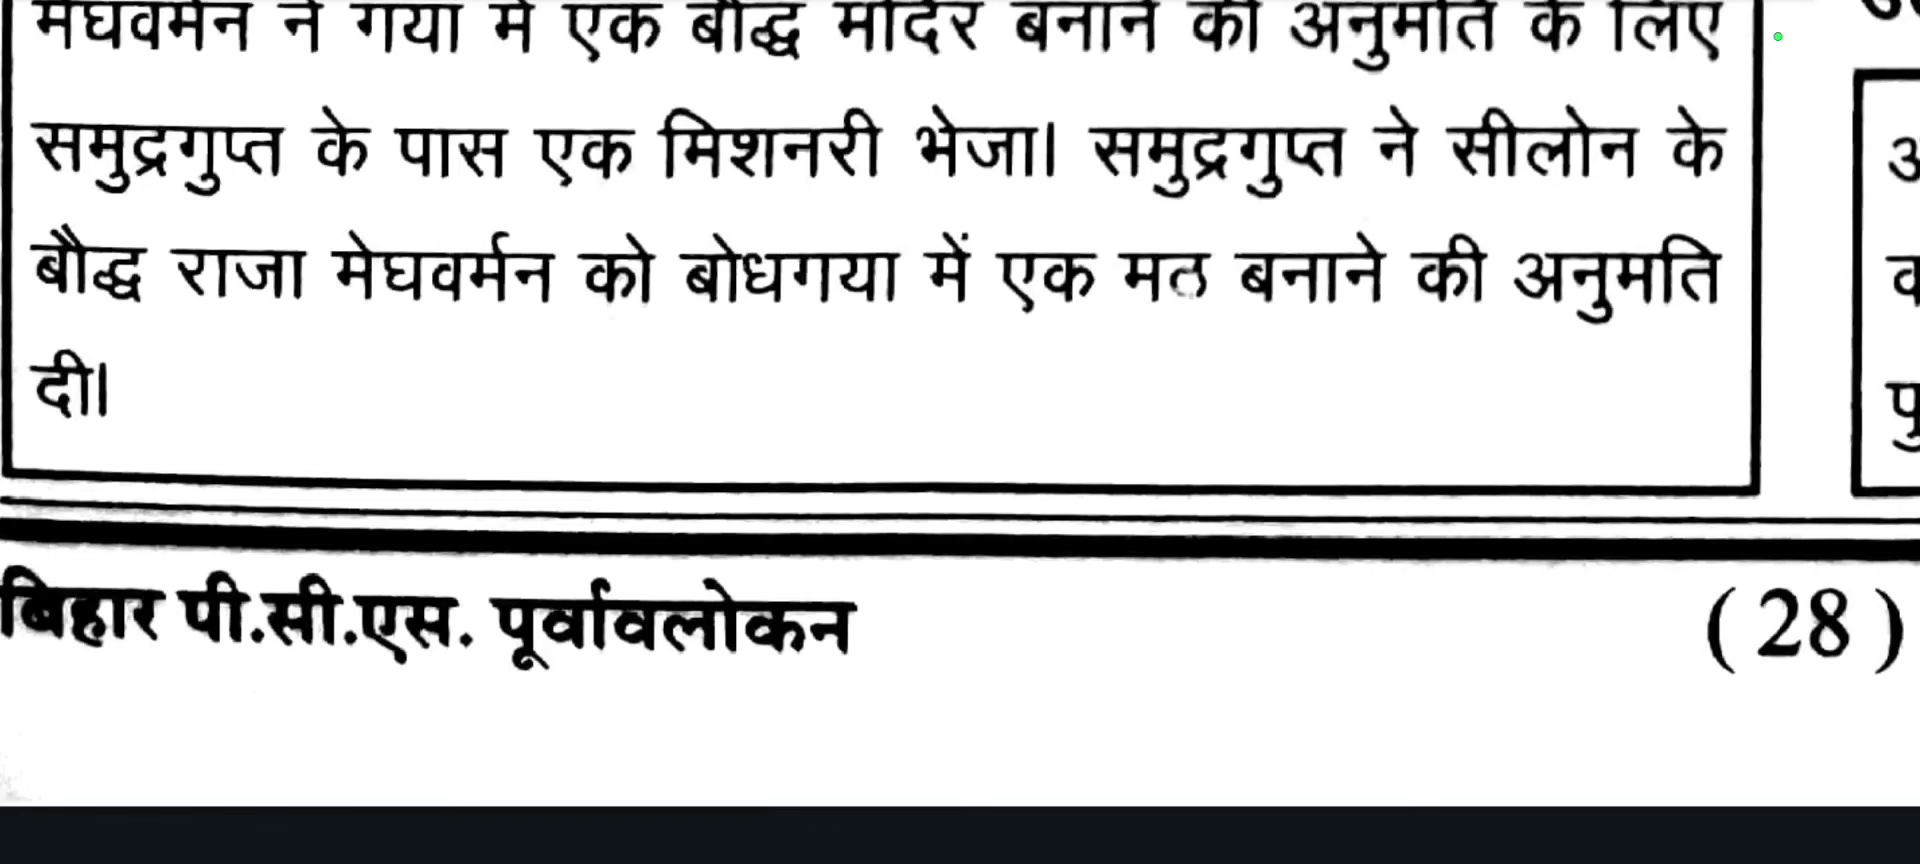 मेघवर्मन ने गया में एक बौद्ध मंदिर बनाने की अनुमति के लिए
समुद्रगुप्त के पास एक मिशनरी भेजा। समुद्रगुप्त ने सीलोन के
बौद्ध राजा मेघवर्मन को बोधगया में एक मठ बनाने की अनुमति
दी।
बिहार पी.सी.एस. पूर्वावलोकन
(28)